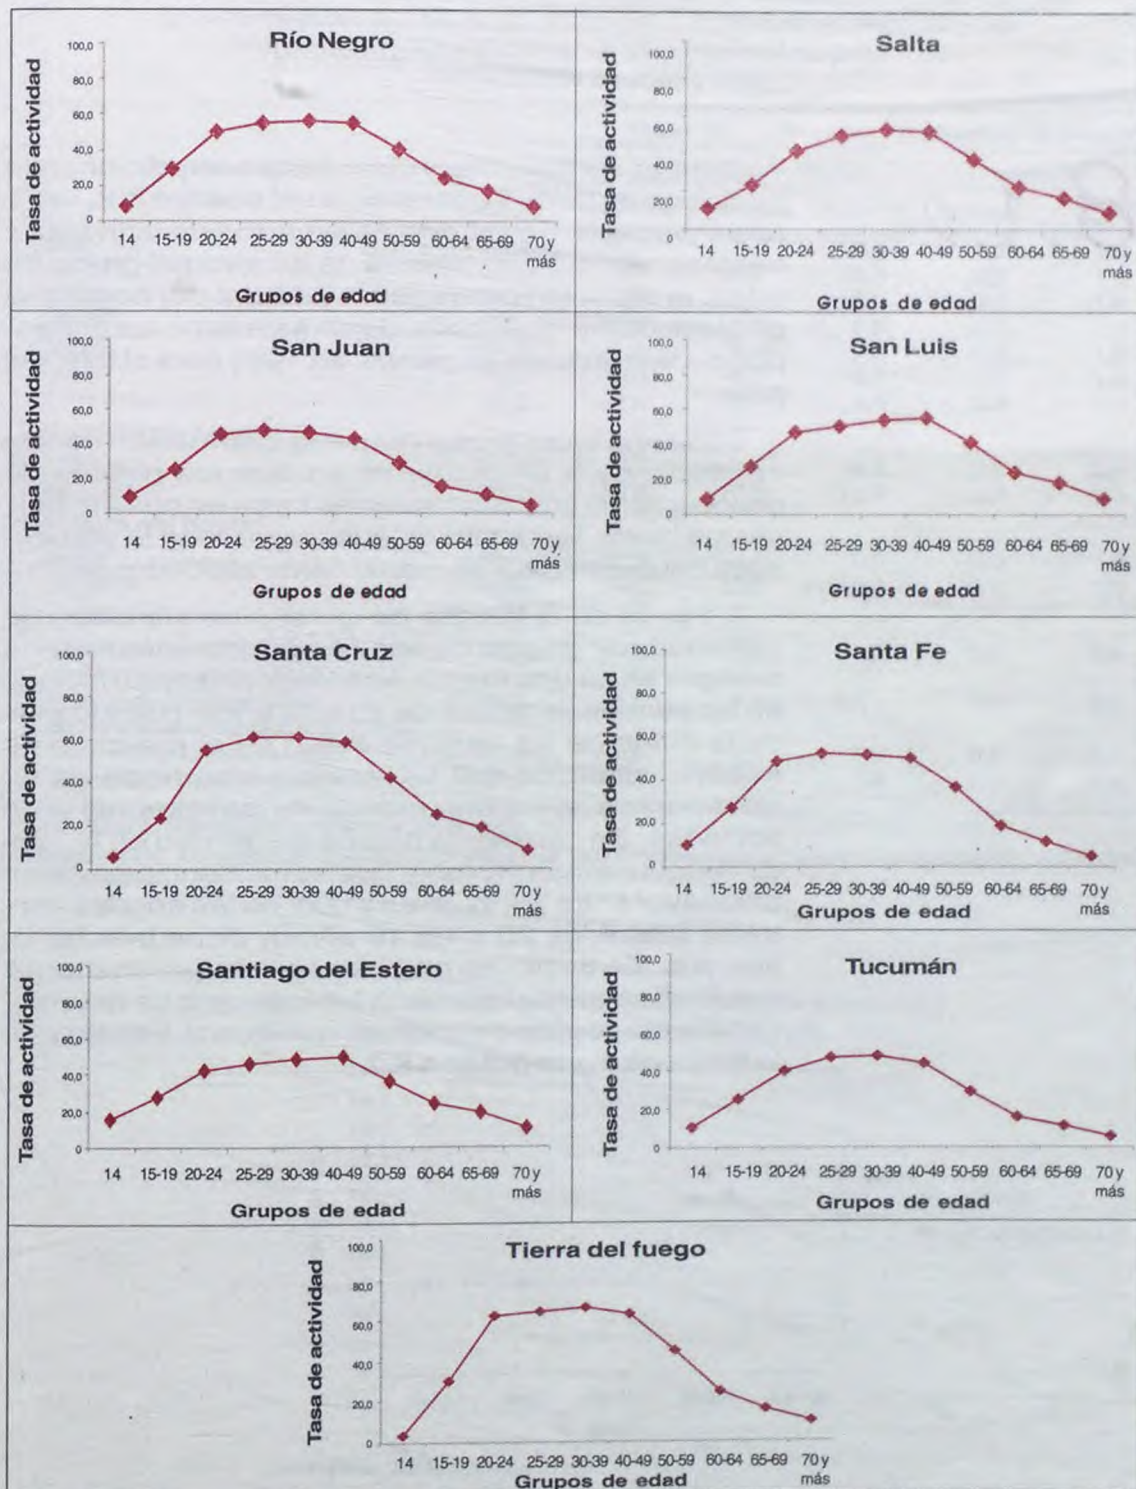 Río Negro
Tasa de actividad
100,0
80,0
60,0
40,0
20,0
0
14 15-19 20-24 25-29 30-39 40-49 50-59 60-64 65-69 70 y
más
Grupos de edad
Salta
Tasa de actividad
100,0
80,0
60,0
40,0
20,0
0
14 15-19 20-24 25-29 30-39 40-49 50-59 60-64 65-69 70 y
más
Grupos de edad
San Juan
Tasa de actividad
100,0
80,0
60,0
40,0
20,0
0
14 15-19 20-24 25-29 30-39 40-49 50-59 60-64 65-69 70 y
más
Grupos de edad
San Luis
Tasa de actividad
100,0
80,0
60,0
40,0
20,0
0
14 15-19 20-24 25-29 30-39 40-49 50-59 60-64 65-69 70 y
más
Grupos de edad
Santa Cruz
Tasa de actividad
100,0
80,0
60,0
40,0
20,0
0
14 15-19 20-24 25-29 30-39 40-49 50-59 60-64 65-69 70 y
más
Santa Fe
Tasa de actividad
100,0
80,0
60,0
40,0
20,0
0
14 15-19 20-24 25-29 30-39 40-49 50-59 60-64 65-69 70 y
más
Grupos de edad
Santiago del Estero
Tasa de actividad
100,0
80,0
60,0
40,0
20,0
0
14 15-19 20-24 25-29 30-39 40-49 50-59 60-64 65-69 70 y
más
Grupos de edad
Tucumán
Tasa de actividad
100,0
80,0
60,0
40,0
20,0
0
14 15-19 20-24 25-29 30-39 40-49 50-59 60-64 65-69 70 y
más
Grupos de edad
Tierra del fuego
Tasa de actividad
100,0
80,0
60,0
40,0
20,0
0
14 15-19 20-24 25-29 30-39 40-49 50-59 60-64 65-69 70 y
más
Grupos de edad